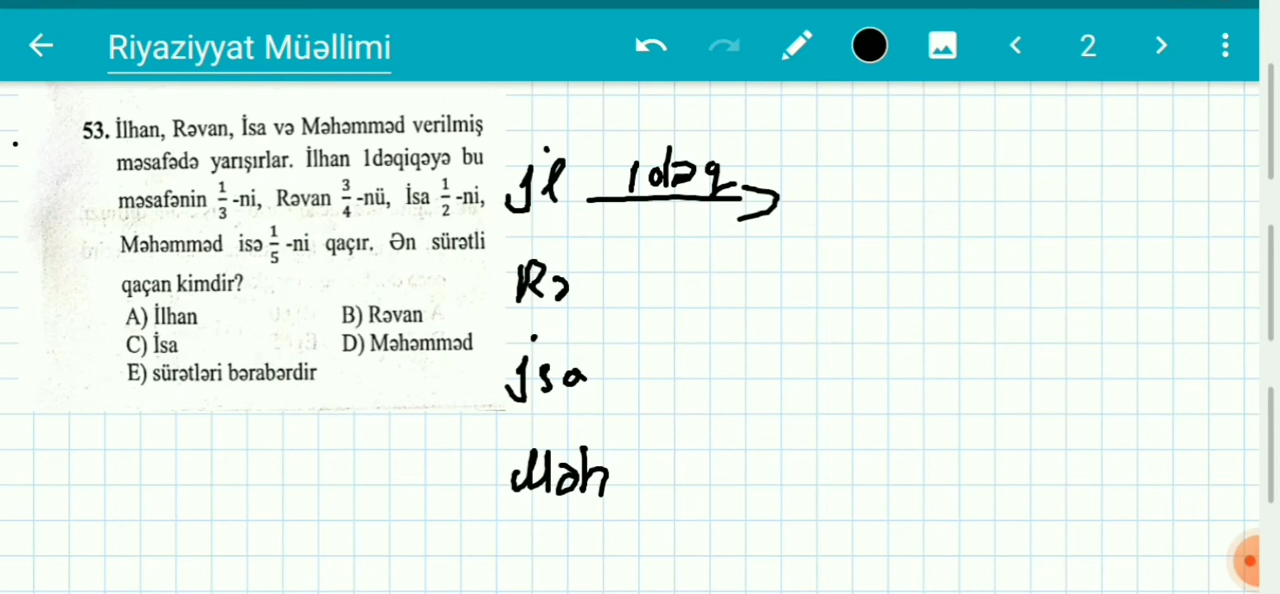 Riyaziyyat Müəllimi
2
53. İlhan, Rəvan, İsa və Məhəmməd verilmiş
məsafədə yarışırlar. İlhan 1dəqiqəyə bu
məsafənin 1/3 -ni, Rəvan 3/4 -nü, İsa 1/2 -ni,
Məhəmməd isə 1/5 -ni qaçır. Ən sürətli
qaçan kimdir?
A) İlhan B) Rəvan
C) İsa D) Məhəmməd
E) sürətləri bərabərdir
İl 1dəq
Rə
İsa
Məh